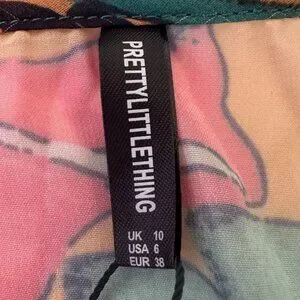 PRETTYLITTLETHING
UK 10
USA 6
EUR 38